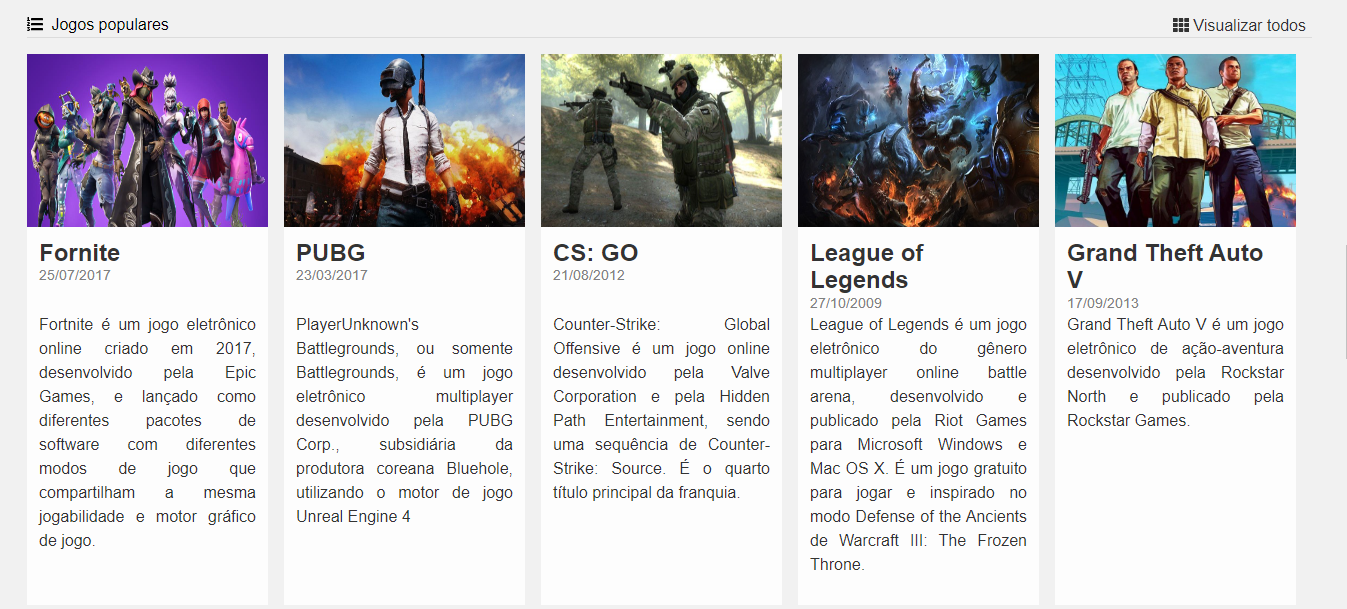 Jogos populares
Visualizar todos
Fornite
25/07/2017
Fortnite é um jogo eletrônico
online criado em 2017,
desenvolvido pela Epic
Games, e lançado como
diferentes pacotes de
software com diferentes
modos de jogo que
compartilham a mesma
jogabilidade e motor gráfico
de jogo.
PUBG
23/03/2017
PlayerUnknown's
Battlegrounds, ou somente
Battlegrounds, é um jogo
eletrônico multiplayer
desenvolvido pela PUBG
Corp., subsidiária da
produtora coreana Bluehole,
utilizando o motor de jogo
Unreal Engine 4
CS: GO
21/08/2012
Counter-Strike: Global
Offensive é um jogo online
desenvolvido pela Valve
Corporation e pela Hidden
Path Entertainment, sendo
uma sequência de Counter-
Strike: Source. É o quarto
título principal da franquia.
League of
Legends
27/10/2009
League of Legends é um jogo
eletrônico do gênero
multiplayer online battle
arena, desenvolvido e
publicado pela Riot Games
para Microsoft Windows e
Mac OS X. É um jogo gratuito
para jogar e inspirado no
modo Defense of the Ancients
de Warcraft III: The Frozen
Throne.
Grand Theft Auto
V
17/09/2013
Grand Theft Auto V é um jogo
eletrônico de ação-aventura
desenvolvido pela Rockstar
North e publicado pela
Rockstar Games.